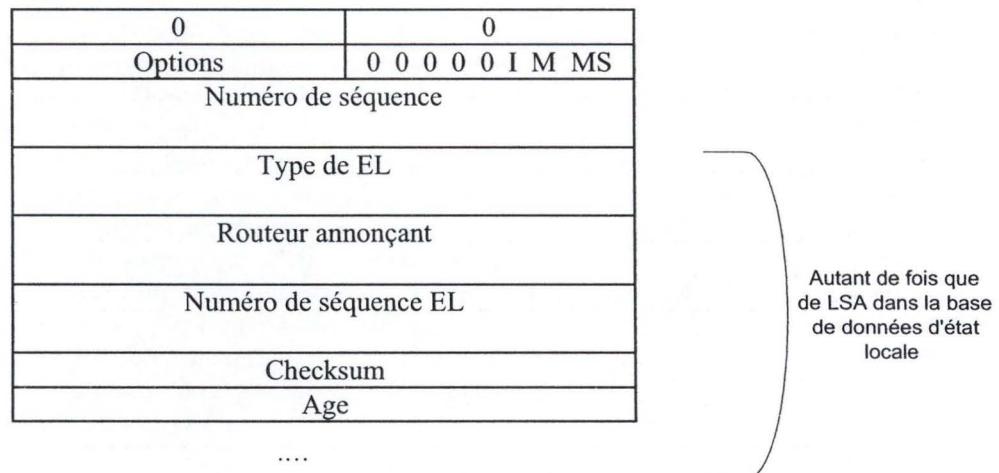 0 0
Options 0 0 0 0 0 I M MS
Numéro de séquence
Type de EL
Routeur annonçant
Numéro de séquence EL
Checksum
Age
....
Autant de fois que
de LSA dans la base
de données d'état
locale